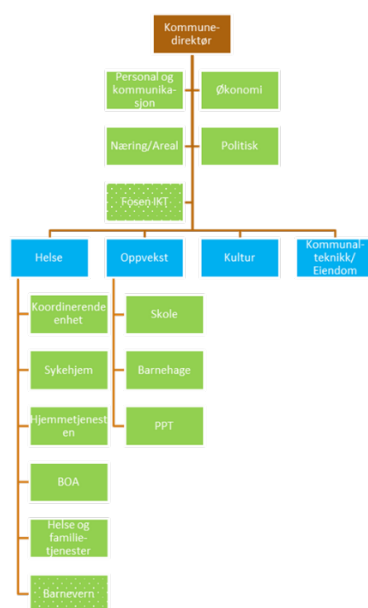 Kommune-
direktør
Personal og
kommunika-
sjon
Økonomi
Næring/Areal
Politisk
Fosen IKT
Helse
Oppvekst
Kultur
Kommunal-
teknikk/
Eiendom
Koordinerende
enhet
Sykehjem
Hjemmetjenest
en
BOA
Helse og
familie-
tjenester
Barnevern
Skole
Barnehage
PPT